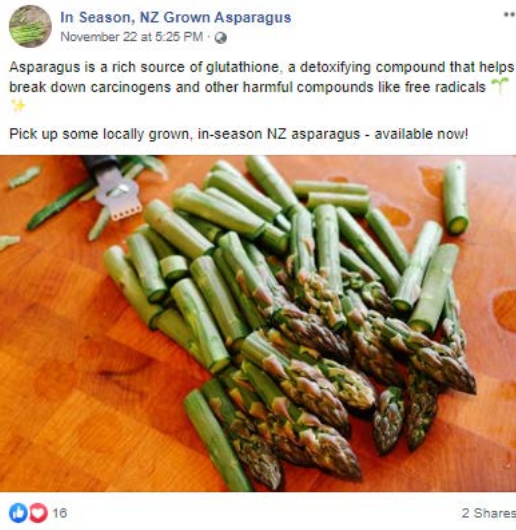 In Season, NZ Grown Asparagus
November 22 at 5:25 PM ·
Asparagus is a rich source of glutathione, a detoxifying compound that helps
break down carcinogens and other harmful compounds like free radicals 🌱
✨
Pick up some locally grown, in-season NZ asparagus - available now!
16
2 Shares